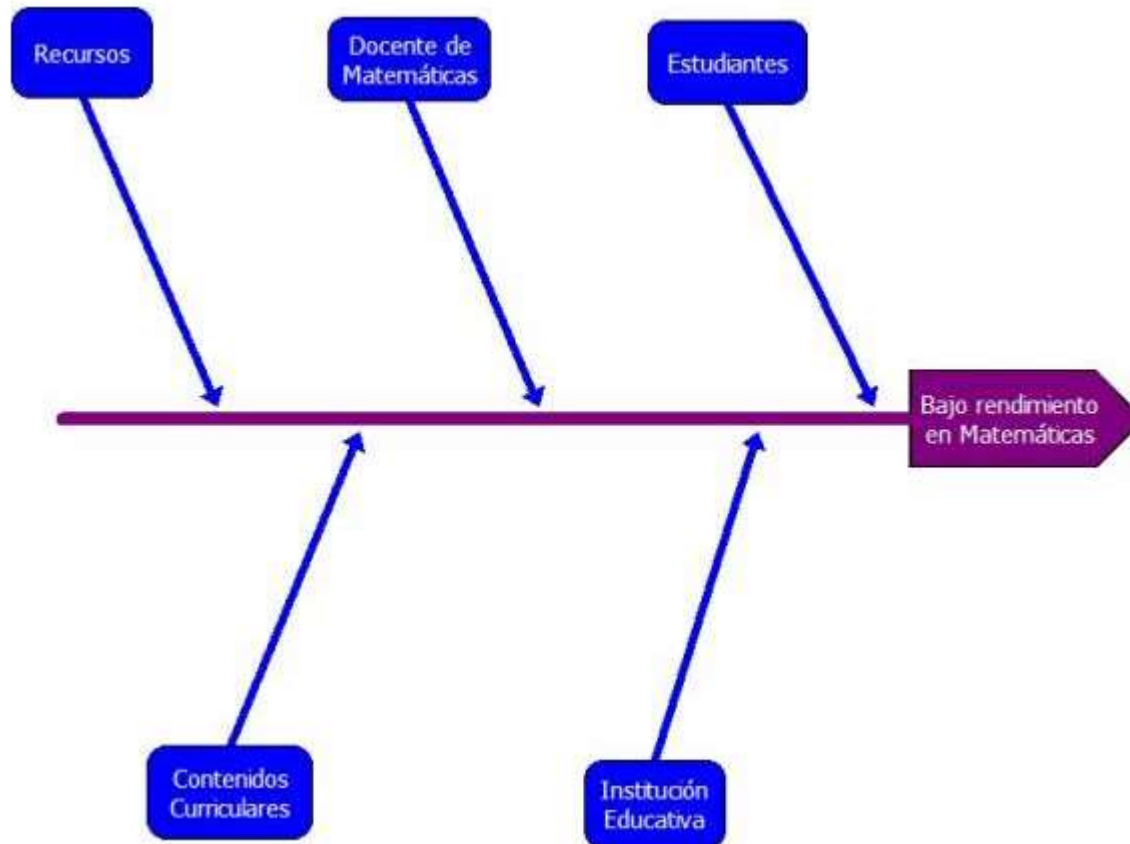 Recursos
Docente de
Matemáticas
Estudiantes
Bajo rendimiento
en Matemáticas
Contenidos
Curriculares
Institución
Educativa